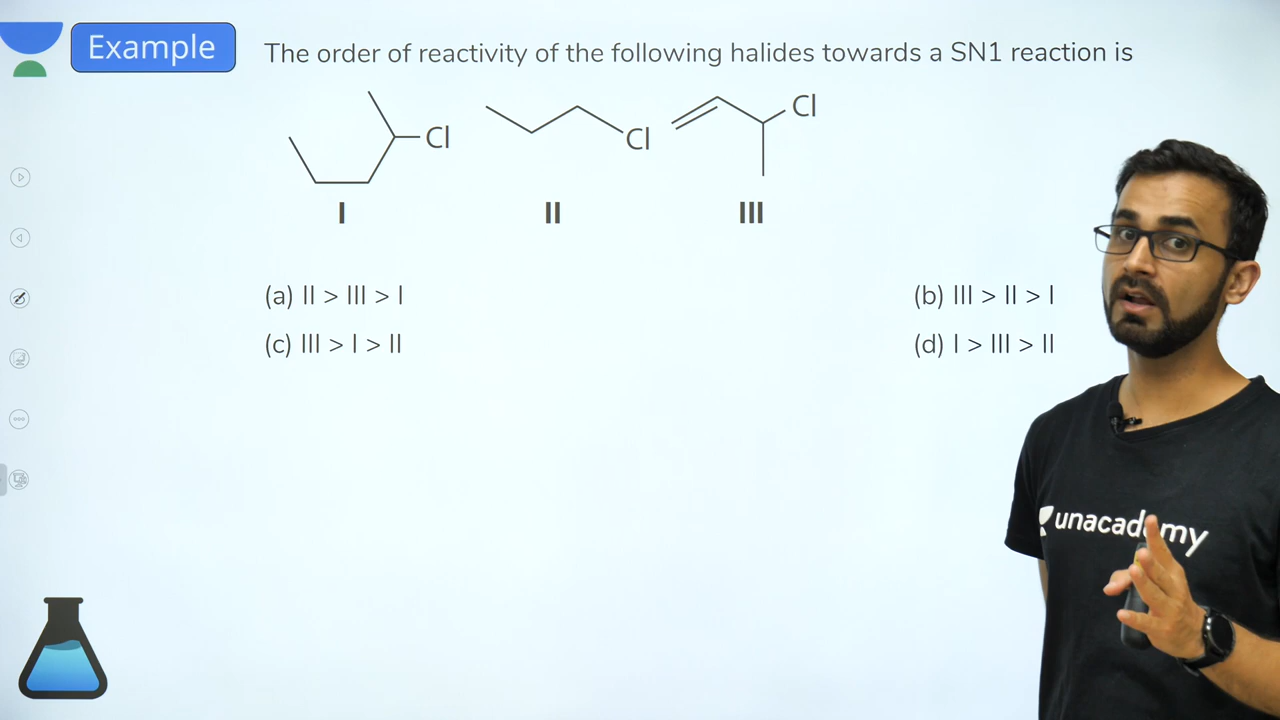 Example
The order of reactivity of the following halides towards a SN1 reaction is
Cl
Cl
Cl
I
II
III
(a) II > III > I
(b) III > II > I
(c) III > I > II
(d) I > III > II
unacademy